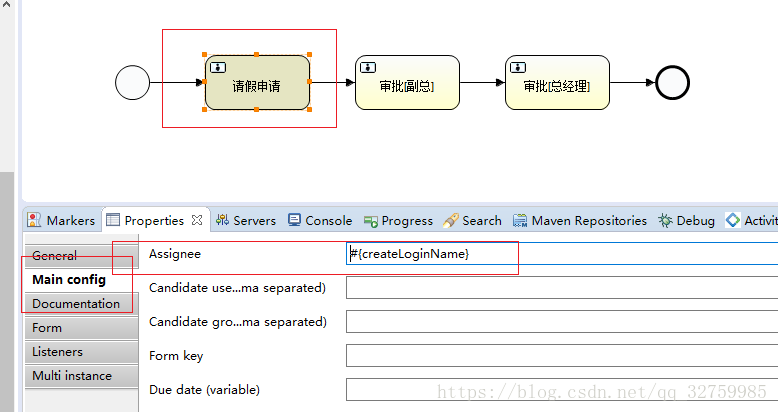 请假申请
审批[副总]
审批[总经理]
Markers
Properties
Servers
Console
Progress
Search
Maven Repositories
Debug
Activiti
General
Main config
Documentation
Form
Listeners
Multi instance
Assignee
#{createLoginName}
Candidate use...ma separated)
Candidate gro...ma separated)
Form key
Due date (variable)
https://blog.csdn.net/qq_32759985